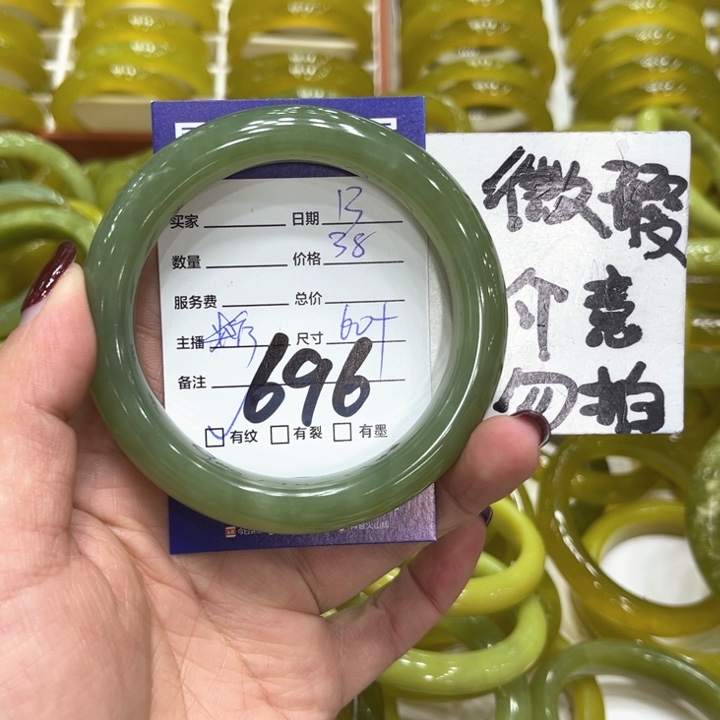 买家 日期 13
数量 价格 38
服务费 总价
主播 尺寸 60+
备注 696
有纹 有裂 有墨
微瑕
介意
勿拍